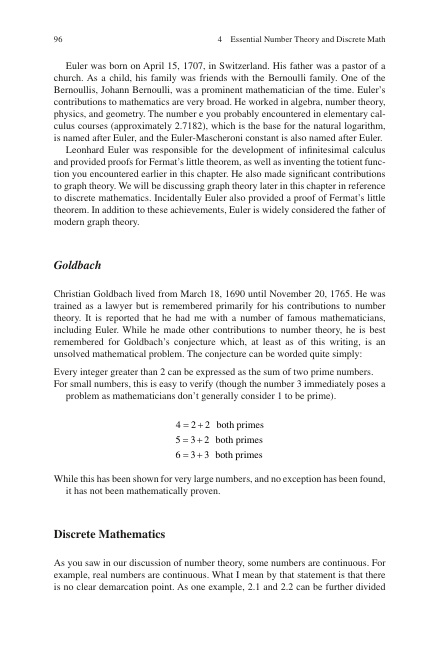 96 4 Essential Number Theory and Discrete Math
Euler was born on April 15, 1707, in Switzerland. His father was a pastor of a
church. As a child, his family was friends with the Bernoulli family. One of the
Bernoullis, Johann Bernoulli, was a prominent mathematician of the time. Euler's
contributions to mathematics are very broad. He worked in algebra, number theory,
physics, and geometry. The number e you probably encountered in elementary cal-
culus courses (approximately 2.7182), which is the base for the natural logarithm,
is named after Euler, and the Euler-Mascheroni constant is also named after Euler.
Leonhard Euler was responsible for the development of infinitesimal calculus
and provided proofs for Fermat's little theorem, as well as inventing the totient func-
tion you encountered earlier in this chapter. He also made significant contributions
to graph theory. We will be discussing graph theory later in this chapter in reference
to discrete mathematics. Incidentally Euler also provided a proof of Fermat's little
theorem. In addition to these achievements, Euler is widely considered the father of
modern graph theory.
Goldbach
Christian Goldbach lived from March 18, 1690 until November 20, 1765. He was
trained as a lawyer but is remembered primarily for his contributions to number
theory. It is reported that he had me with a number of famous mathematicians,
including Euler. While he made other contributions to number theory, he is best
remembered for Goldbach's conjecture which, at least as of this writing, is an
unsolved mathematical problem. The conjecture can be worded quite simply:
Every integer greater than 2 can be expressed as the sum of two prime numbers.
For small numbers, this is easy to verify (though the number 3 immediately poses a
problem as mathematicians don't generally consider 1 to be prime).
4 = 2 + 2 both primes
5 = 3 + 2 both primes
6 = 3 + 3 both primes
While this has been shown for very large numbers, and no exception has been found,
it has not been mathematically proven.
Discrete Mathematics
As you saw in our discussion of number theory, some numbers are continuous. For
example, real numbers are continuous. What I mean by that statement is that there
is no clear demarcation point. As one example, 2.1 and 2.2 can be further divided